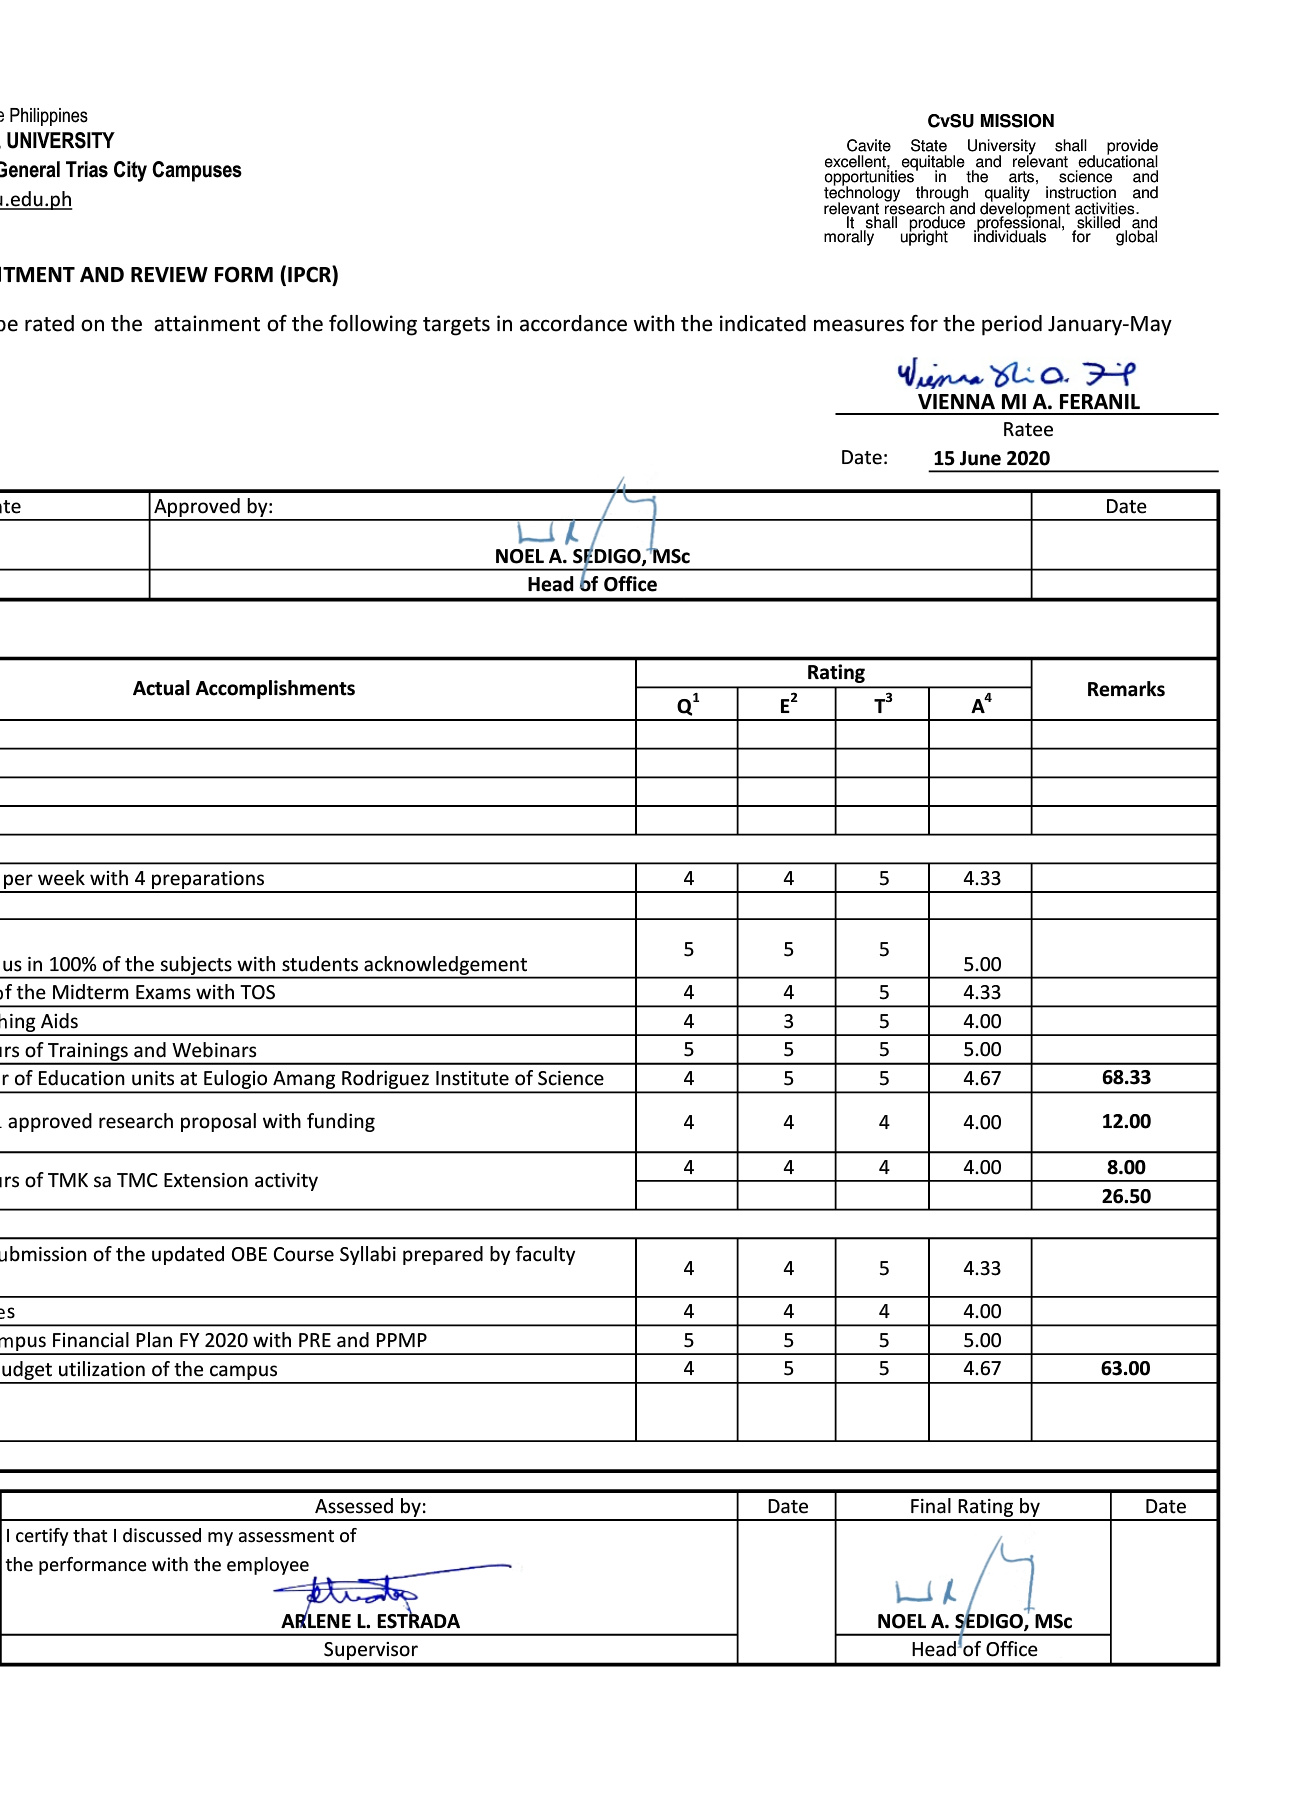 e Philippines
UNIVERSITY
General Trias City Campuses
u.edu.ph
CvSU MISSION
Cavite State University shall provide
excellent, equitable and relevant educational
opportunities in the arts, science and
technology through quality instruction and
relevant research and development activities.
It shall produce professional, skilled and
morally upright individuals for global
ITMENT AND REVIEW FORM (IPCR)
be rated on the attainment of the following targets in accordance with the indicated measures for the period January-May
Vienna Mi A.
VIENNA MI A. FERANIL
Ratee
Date: 15 June 2020
ate Approved by: Date
NOEL A. SEDIGO, MSc
Head of Office
Actual Accomplishments Rating Remarks
Q1 E2 T3 A4
per week with 4 preparations 4 4 5 4.33
us in 100% of the subjects with students acknowledgement 5 5 5 5.00
of the Midterm Exams with TOS 4 4 5 4.33
hing Aids 4 3 5 4.00
urs of Trainings and Webinars 5 5 5 5.00
r of Education units at Eulogio Amang Rodriguez Institute of Science 4 5 5 4.67 68.33
approved research proposal with funding 4 4 4 4.00 12.00
urs of TMK sa TMC Extension activity 4 4 4 4.00 8.00
26.50
ubmission of the updated OBE Course Syllabi prepared by faculty 4 4 5 4.33
es 4 4 4 4.00
mpus Financial Plan FY 2020 with PRE and PPMP 5 5 5 5.00
udget utilization of the campus 4 5 5 4.67 63.00
Assessed by: Date Final Rating by Date
I certify that I discussed my assessment of
the performance with the employee
ARLENE L. ESTRADA NOEL A. SEDIGO, MSc
Supervisor Head of Office